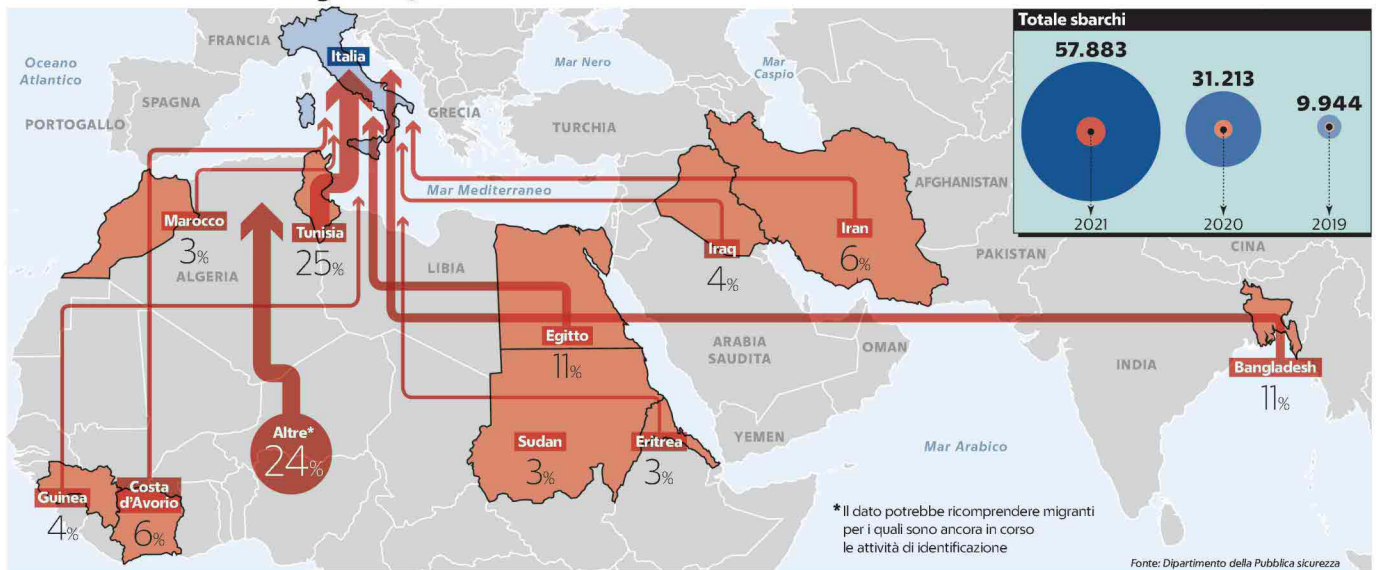 FRANCIA
Italia
Oceano
Atlantico
SPAGNA
PORTOGALLO
Mar Nero
Mar
Caspio
GRECIA
TURCHIA
AFGHANISTAN
Mar Mediterraneo
Marocco
3%
Tunisia
25%
ALGERIA
LIBIA
Iraq
4%
Iran
6%
PAKISTAN
CINA
Egitto
11%
ARABIA
SAUDITA
OMAN
INDIA
Bangladesh
11%
Altre*
24%
Sudan
3%
Eritrea
3%
YEMEN
Mar Arabico
Guinea
4%
Costa
d'Avorio
6%
Totale sbarchi
57.883
31.213
9.944
2021
2020
2019
* Il dato potrebbe ricomprendere migranti
per i quali sono ancora in corso
le attività di identificazione
Fonte: Dipartimento della Pubblica sicurezza